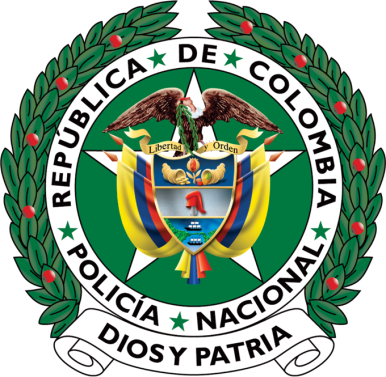 REPÚBLICA ★ DE ★ COLOMBIA
Libertad y Orden
★ POLICÍA ★ NACIONAL ★
DIOS Y PATRIA